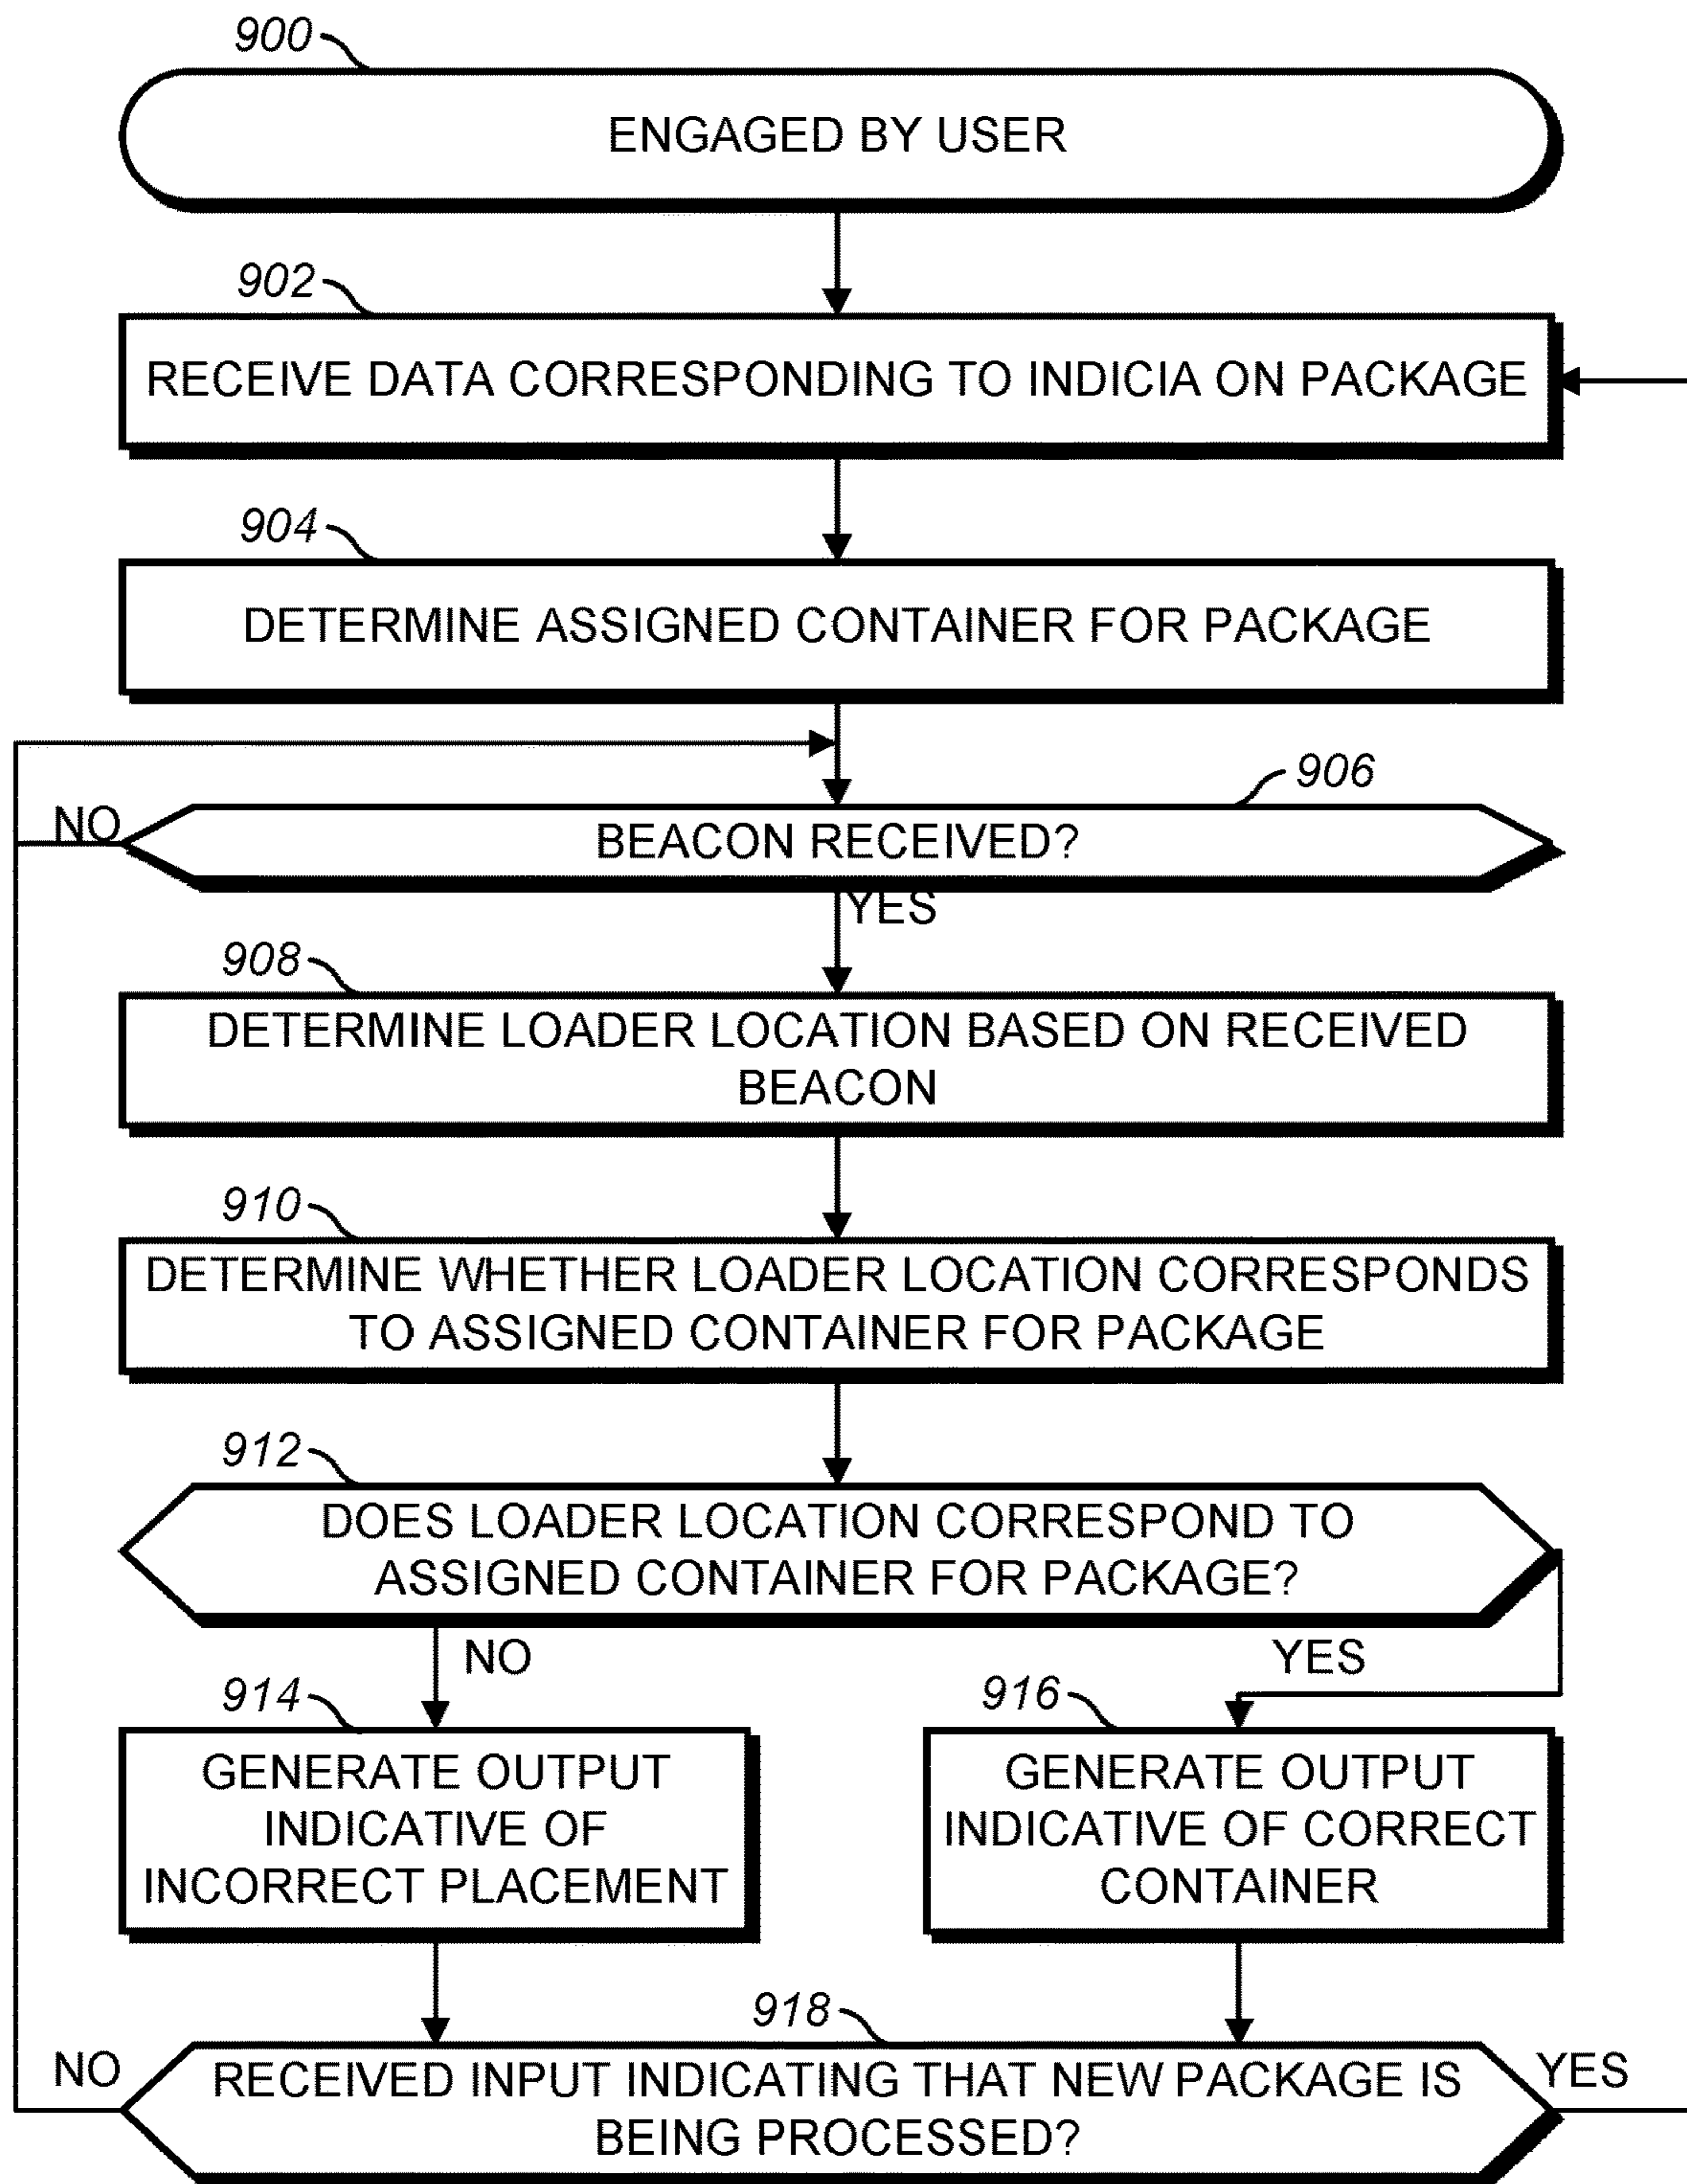 900
ENGAGED BY USER
902
RECEIVE DATA CORRESPONDING TO INDICIA ON PACKAGE
904
DETERMINE ASSIGNED CONTAINER FOR PACKAGE
906
NO
BEACON RECEIVED?
YES
908
DETERMINE LOADER LOCATION BASED ON RECEIVED
BEACON
910
DETERMINE WHETHER LOADER LOCATION CORRESPONDS
TO ASSIGNED CONTAINER FOR PACKAGE
912
DOES LOADER LOCATION CORRESPOND TO
ASSIGNED CONTAINER FOR PACKAGE?
NO
YES
914
GENERATE OUTPUT
INDICATIVE OF
INCORRECT PLACEMENT
916
GENERATE OUTPUT
INDICATIVE OF CORRECT
CONTAINER
918
NO
RECEIVED INPUT INDICATING THAT NEW PACKAGE IS
BEING PROCESSED?
YES